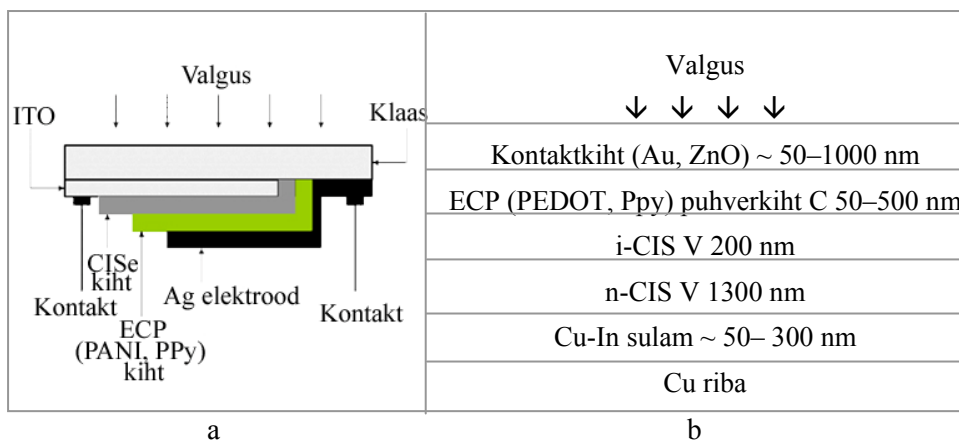 Valgus
ITO
Klaas
CISe
kiht
Kontakt
Ag elektrood
Kontakt
ECP
(PANI, PPy)
kiht
a
Valgus
Kontaktkiht (Au, ZnO) ~ 50–1000 nm
ECP (PEDOT, Ppy) puhverkiht C 50–500 nm
i-CIS V 200 nm
n-CIS V 1300 nm
Cu-In sulam ~ 50– 300 nm
Cu riba
b